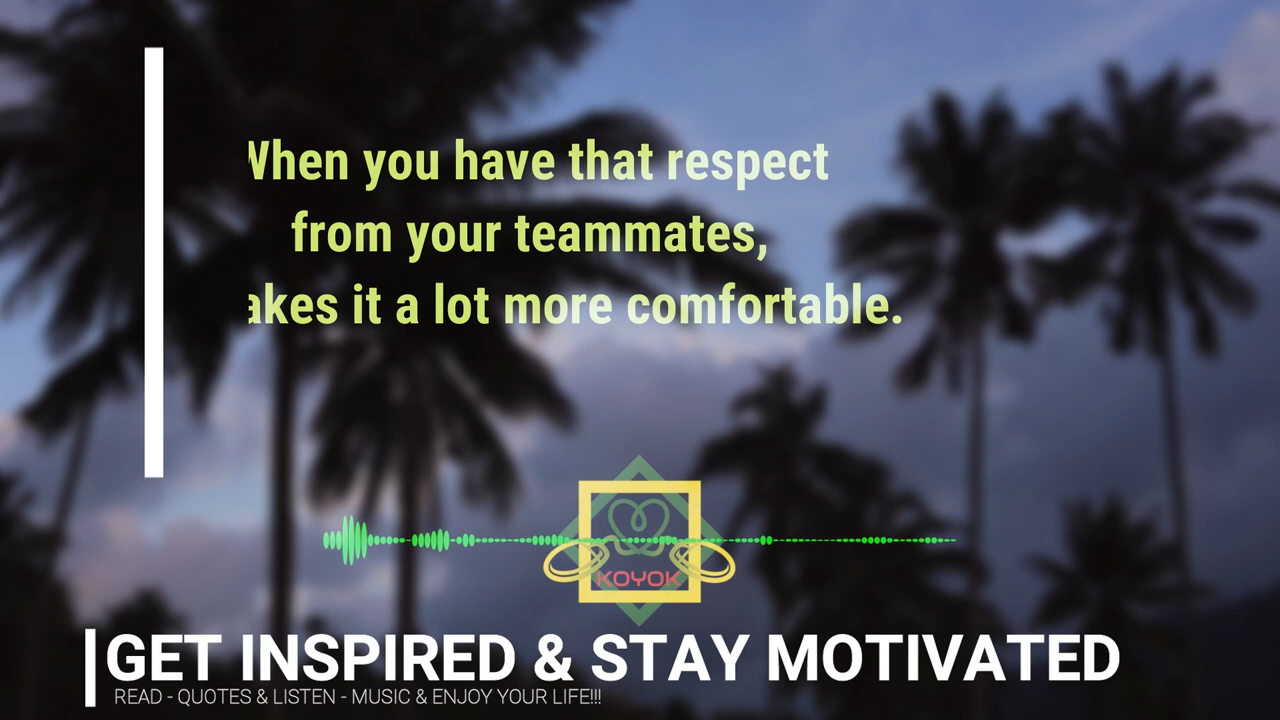 When you have that respect
from your teammates,
akes it a lot more comfortable.
KOYOK
GET INSPIRED & STAY MOTIVATED
READ - QUOTES & LISTEN - MUSIC & ENJOY YOUR LIFE!!!